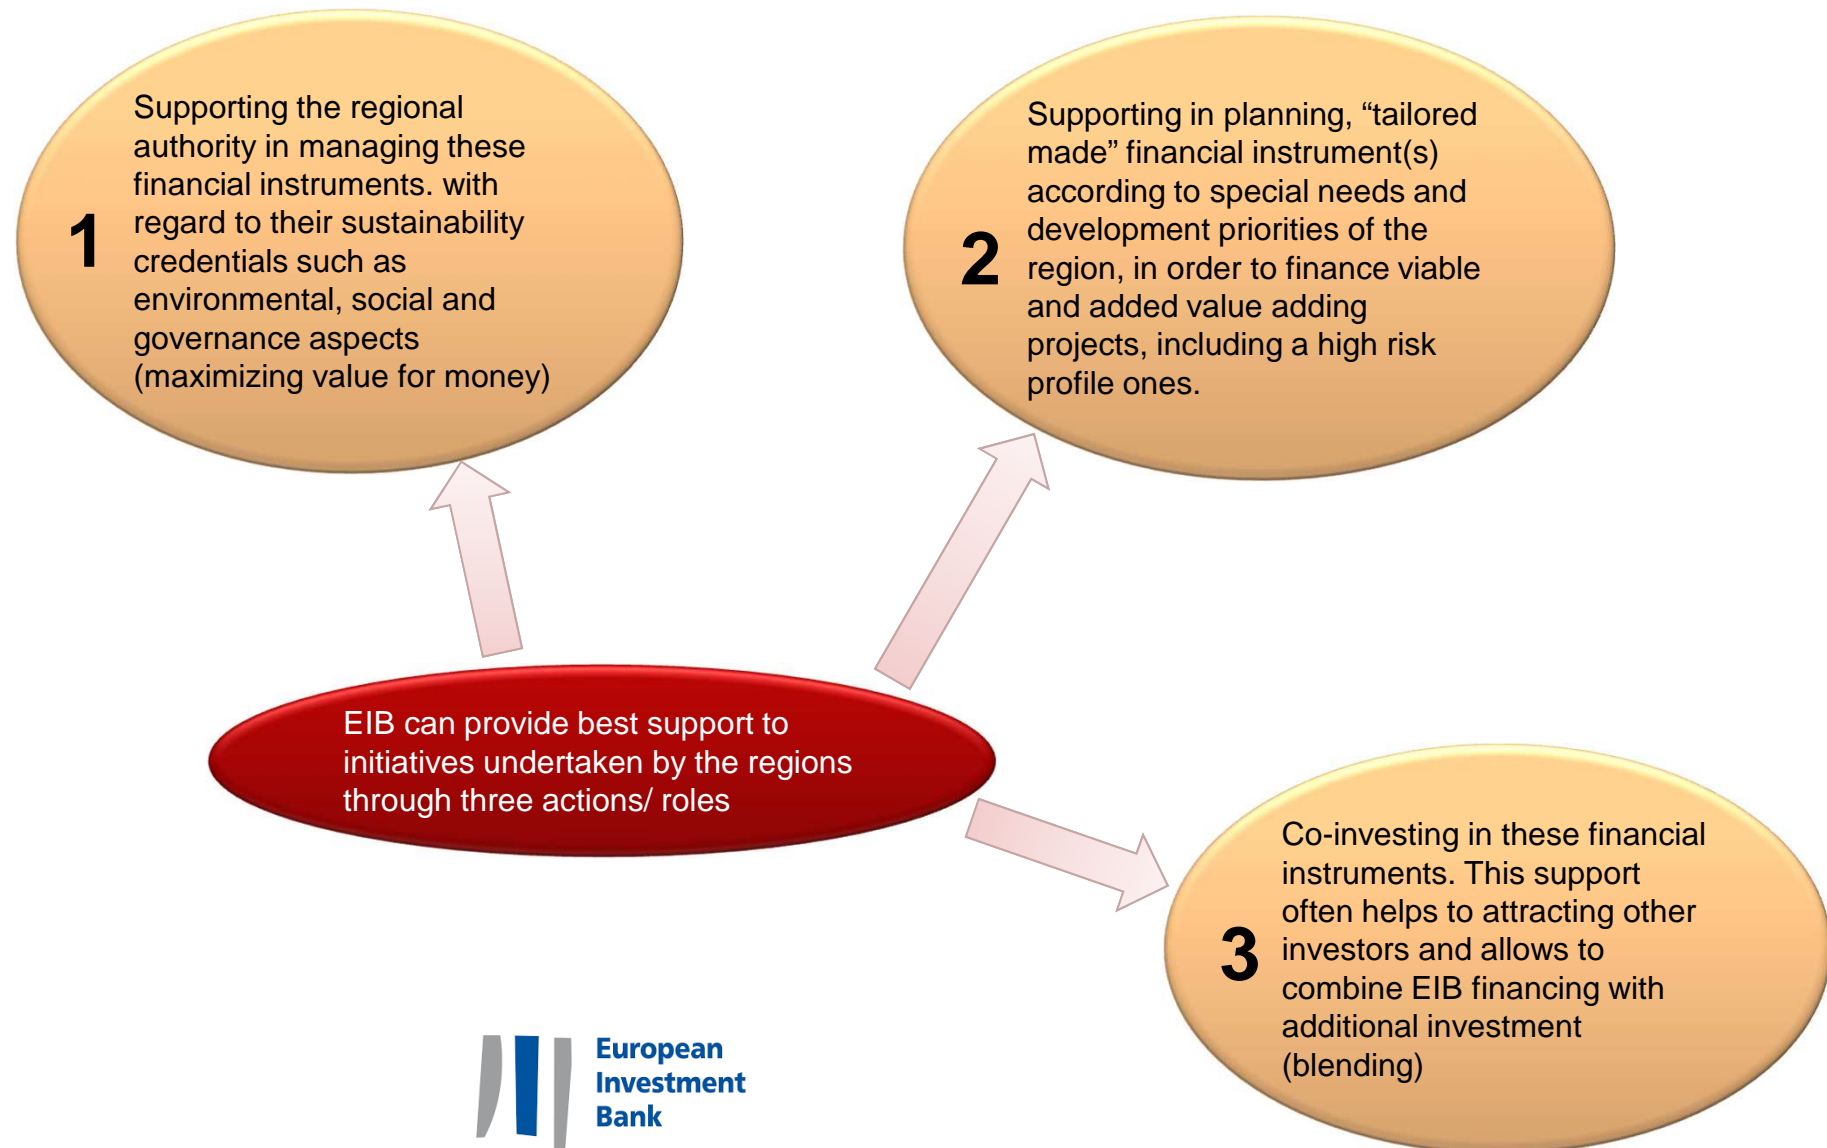 1
Supporting the regional
authority in managing these
financial instruments. with
regard to their sustainability
credentials such as
environmental, social and
governance aspects
(maximizing value for money)
2
Supporting in planning, “tailored
made” financial instrument(s)
according to special needs and
development priorities of the
region, in order to finance viable
and added value adding
projects, including a high risk
profile ones.
EIB can provide best support to
initiatives undertaken by the regions
through three actions/ roles
3
Co-investing in these financial
instruments. This support
often helps to attracting other
investors and allows to
combine EIB financing with
additional investment
(blending)
European
Investment
Bank